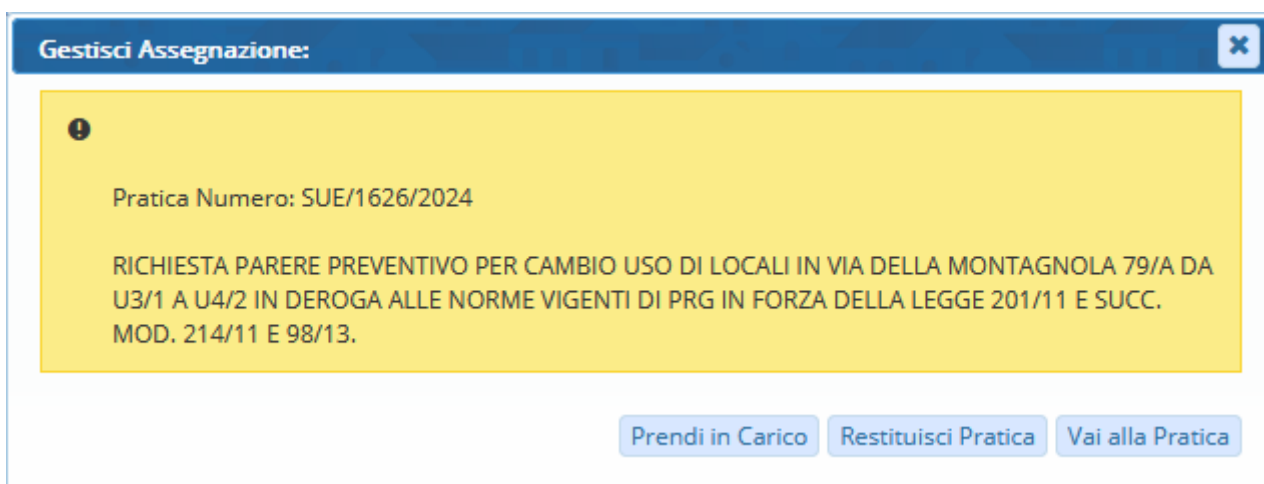 Gestisci Assegnazione:
Pratica Numero: SUE/1626/2024
RICHIESTA PARERE PREVENTIVO PER CAMBIO USO DI LOCALI IN VIA DELLA MONTAGNOLA 79/A DA
U3/1 A U4/2 IN DEROGA ALLE NORME VIGENTI DI PRG IN FORZA DELLA LEGGE 201/11 E SUCC.
MOD. 214/11 E 98/13.
Prendi in Carico Restituisci Pratica Vai alla Pratica